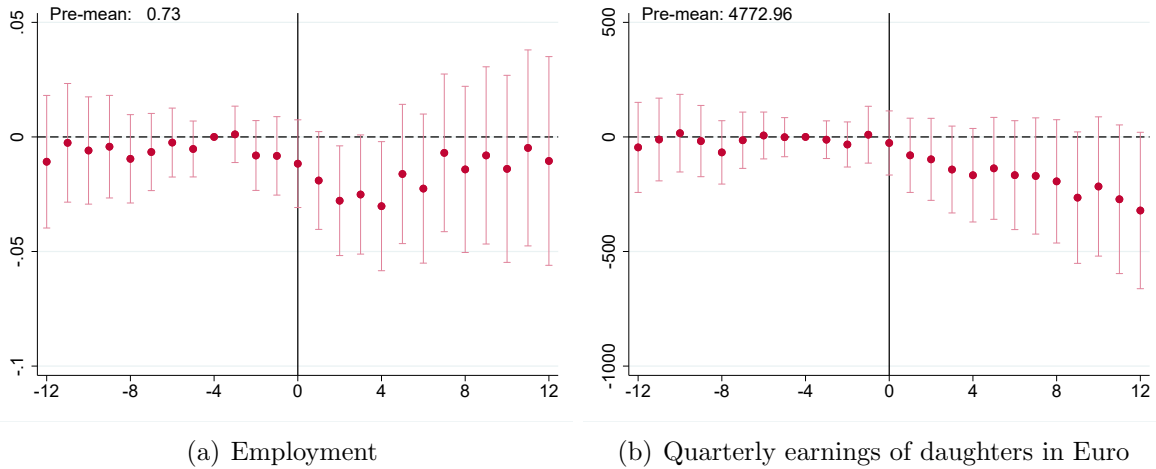 Pre-mean: 0.73
.05
0
-.05
-.1
-12 -8 -4 0 4 8 12
(a) Employment
Pre-mean: 4772.96
500
0
-500
-1000
-12 -8 -4 0 4 8 12
(b) Quarterly earnings of daughters in Euro